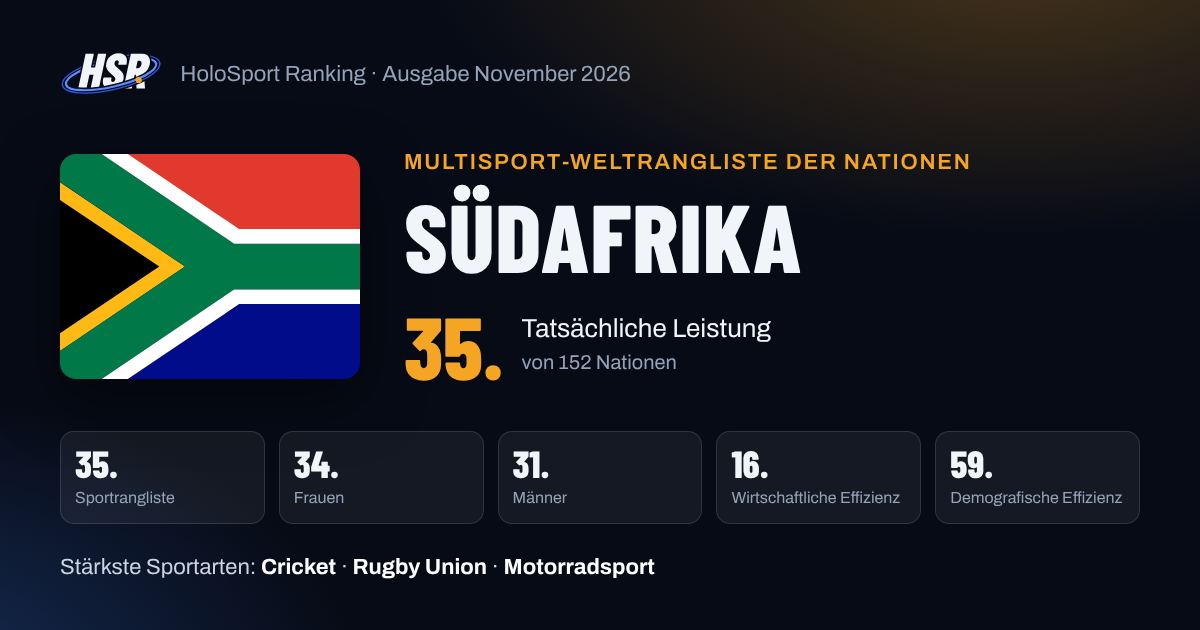 HSR HoloSport Ranking · Ausgabe November 2026
MULTISPORT-WELTRANGLISTE DER NATIONEN
SÜDAFRIKA
35. Tatsächliche Leistung
von 152 Nationen
35.
Sportrangliste
34.
Frauen
31.
Männer
16.
Wirtschaftliche Effizienz
59.
Demografische Effizienz
Stärkste Sportarten: Cricket · Rugby Union · Motorradsport